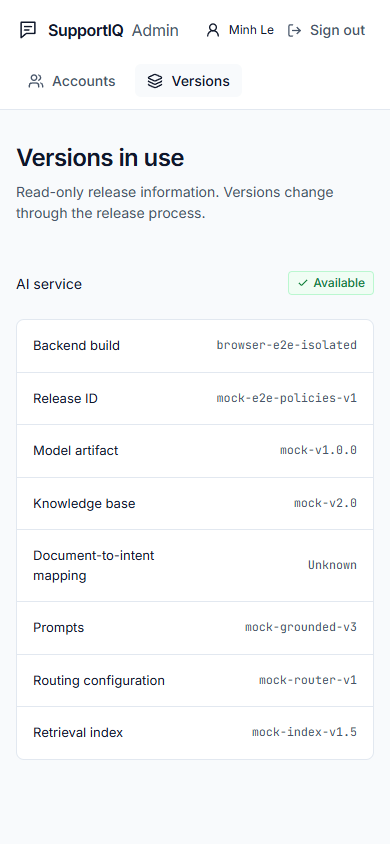 SupportIQ Admin Minh Le Sign out
Accounts Versions
Versions in use
Read-only release information. Versions change
through the release process.
AI service Available
Backend build browser-e2e-isolated
Release ID mock-e2e-policies-v1
Model artifact mock-v1.0.0
Knowledge base mock-v2.0
Document-to-intent
mapping Unknown
Prompts mock-grounded-v3
Routing configuration mock-router-v1
Retrieval index mock-index-v1.5